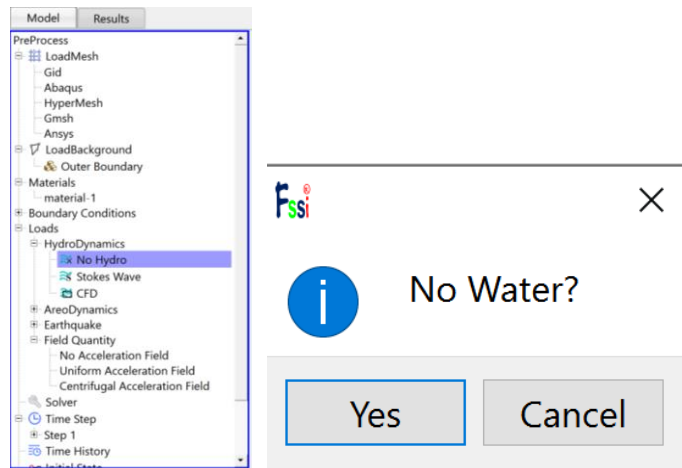 Model
Results
PreProcess
LoadMesh
Gid
Abaqus
HyperMesh
Gmsh
Ansys
LoadBackground
Outer Boundary
Materials
material-1
Boundary Conditions
Loads
HydroDynamics
No Hydro
Stokes Wave
CFD
AreoDynamics
Earthquake
Field Quantity
No Acceleration Field
Uniform Acceleration Field
Centrifugal Acceleration Field
Solver
Time Step
Step 1
Time History
Initial State
Fssi®
No Water?
Yes
Cancel